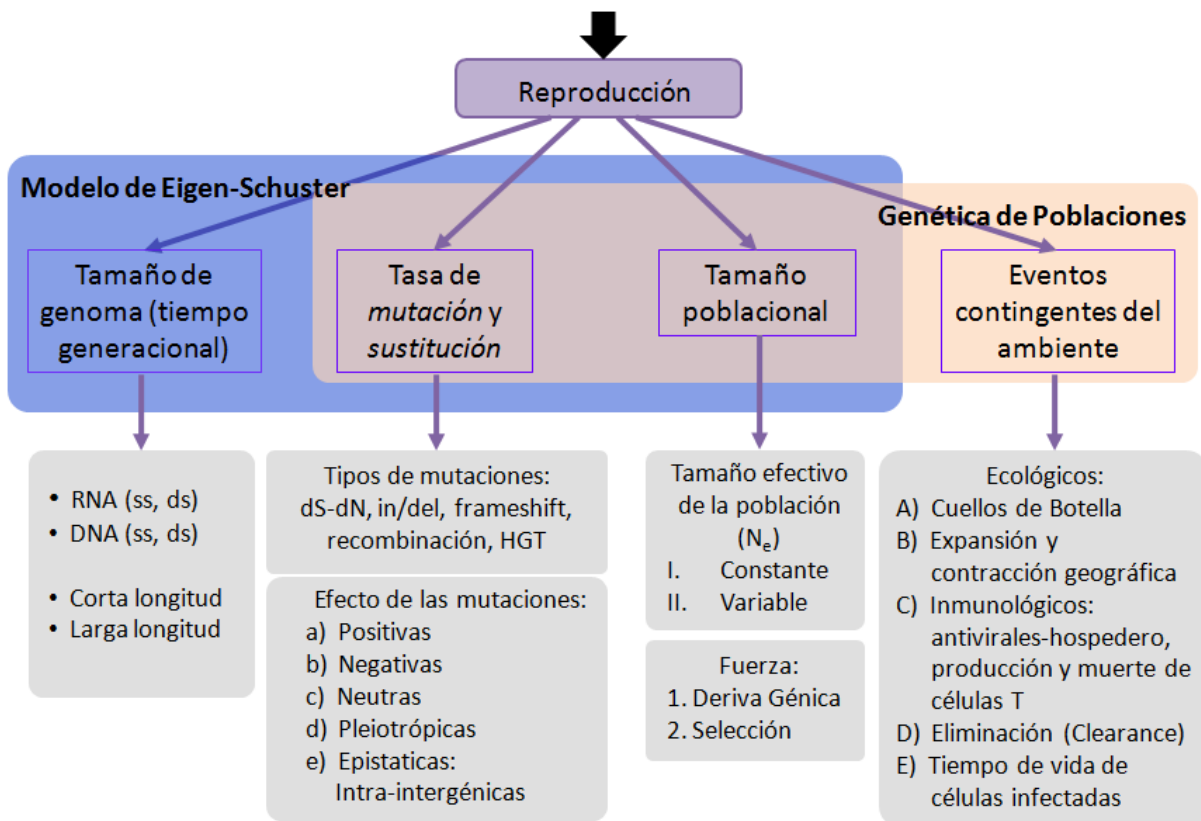 Reproducción
Modelo de Eigen-Schuster
Genética de Poblaciones
Tamaño de
genoma (tiempo
generacional)
Tasa de
mutación y
sustitución
Tamaño
poblacional
Eventos
contingentes del
ambiente
• RNA (ss, ds)
• DNA (ss, ds)
• Corta longitud
• Larga longitud
Tipos de mutaciones:
dS-dN, in/del, frameshift,
recombinación, HGT
Efecto de las mutaciones:
a) Positivas
b) Negativas
c) Neutras
d) Pleiotrópicas
e) Epistaticas:
Intra-intergénicas
Tamaño efectivo
de la población
(Ne)
I. Constante
II. Variable
Fuerza:
1. Deriva Génica
2. Selección
Ecológicos:
A) Cuellos de Botella
B) Expansión y
contracción geográfica
C) Inmunológicos:
antivirales-hospedero,
producción y muerte de
células T
D) Eliminación (Clearance)
E) Tiempo de vida de
células infectadas